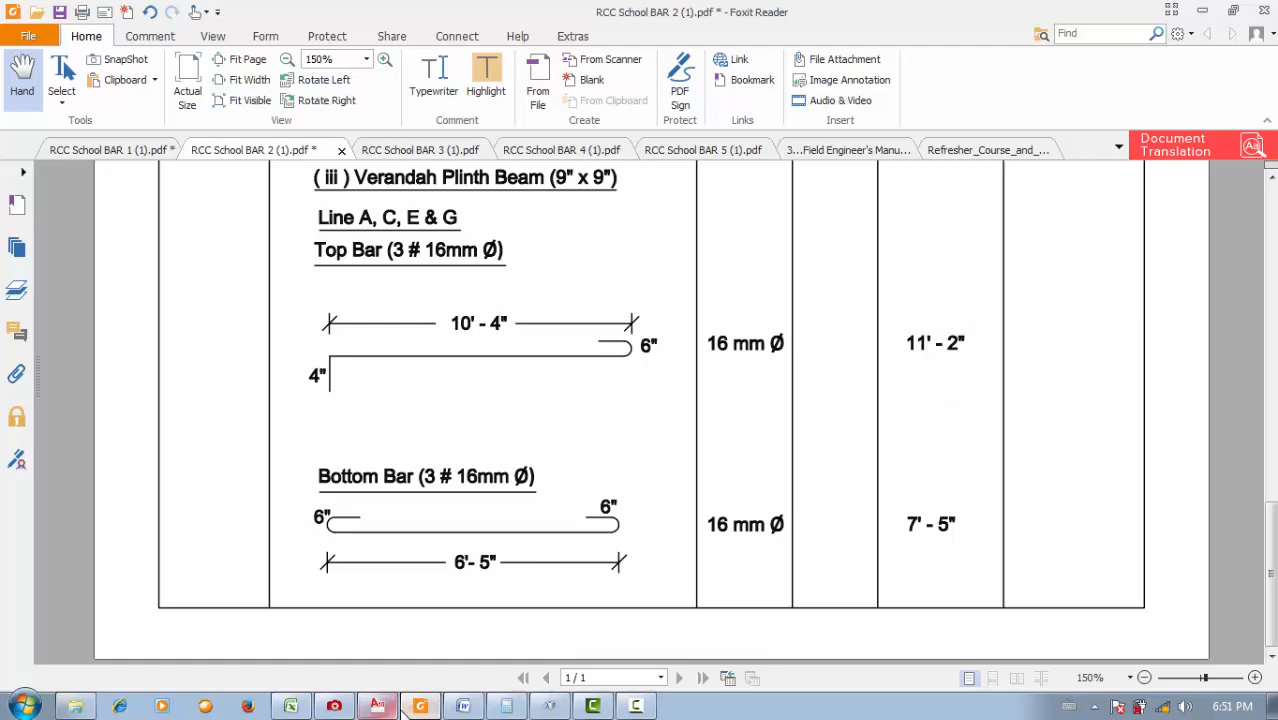 RCC School BAR 2 (1).pdf * - Foxit Reader
File Home Comment View Form Protect Share Connect Help Extras
Find
Hand
Select
SnapShot
Clipboard
Actual Size
Fit Page
Fit Width
Fit Visible
150%
Rotate Left
Rotate Right
Typewriter
Highlight
From File
From Scanner
Blank
From Clipboard
PDF Sign
Link
Bookmark
File Attachment
Image Annotation
Audio & Video
Tools View Comment Create Protect Links Insert
RCC School BAR 1 (1).pdf * RCC School BAR 2 (1).pdf * RCC School BAR 3 (1).pdf RCC School BAR 4 (1).pdf RCC School BAR 5 (1).pdf 3...Field Engineer's Manu... Refresher_Course_and_...
Document Translation
( iii ) Verandah Plinth Beam (9" x 9")
Line A, C, E & G
Top Bar (3 # 16mm Ø)
10' - 4"
6"
4"
16 mm Ø
11' - 2"
Bottom Bar (3 # 16mm Ø)
6"
6"
6'- 5"
16 mm Ø
7' - 5"
1 / 1
150%
6:51 PM